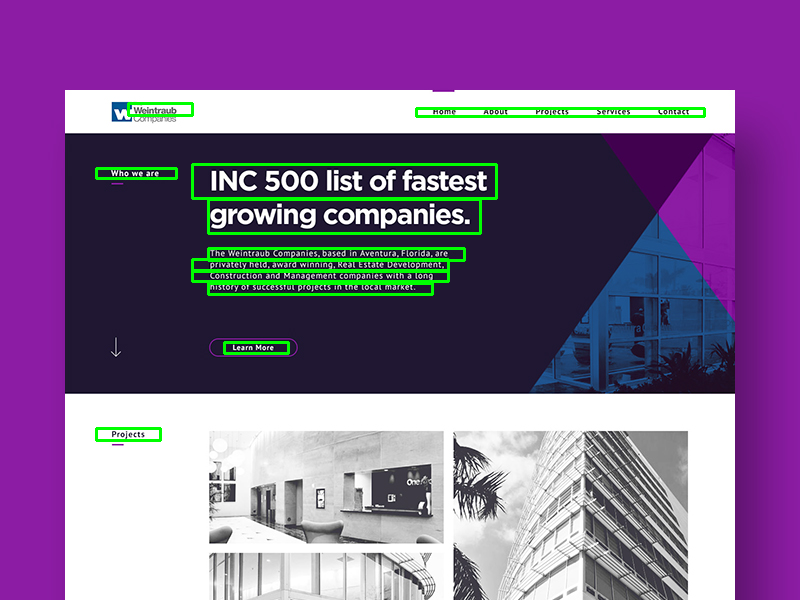 Weintraub
Companies
Home About Projects Services Contact
Who we are
INC 500 list of fastest
growing companies.
The Weintraub Companies, based in Aventura, Florida, are
privately held, award winning, Real Estate Development,
Construction and Management companies with a long
history of successful projects in the local market.
Learn More
Projects